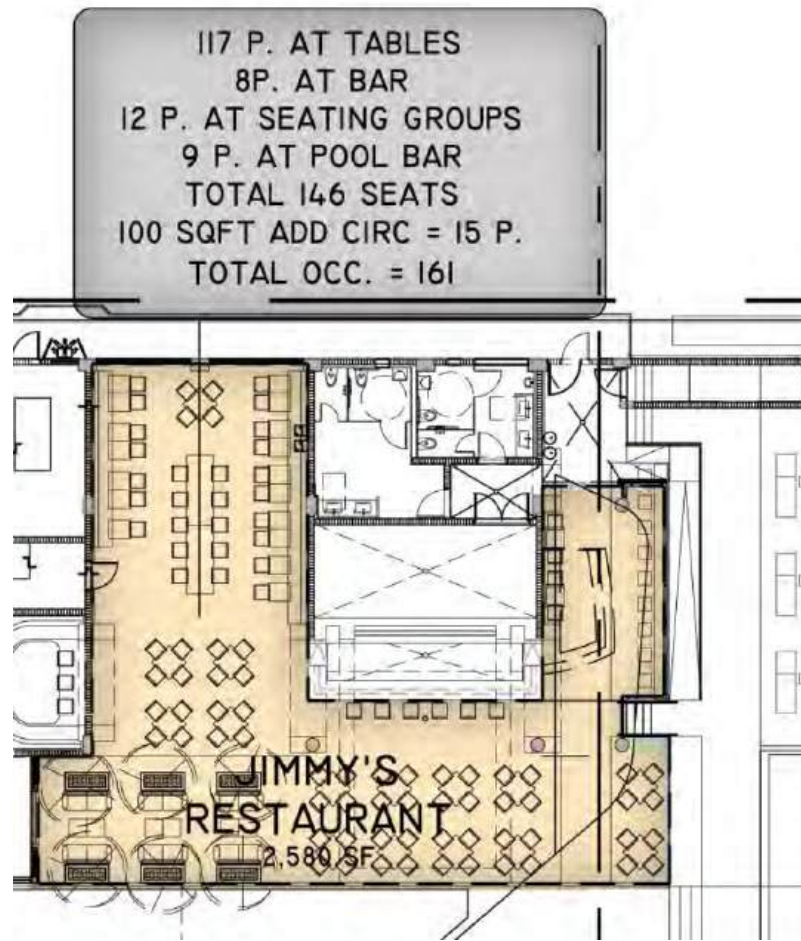 117 P. AT TABLES
8P. AT BAR
12 P. AT SEATING GROUPS
9 P. AT POOL BAR
TOTAL 146 SEATS
100 SQFT ADD CIRC = 15 P.
TOTAL OCC. = 161
JIMMY'S
RESTAURANT
2,580 SF